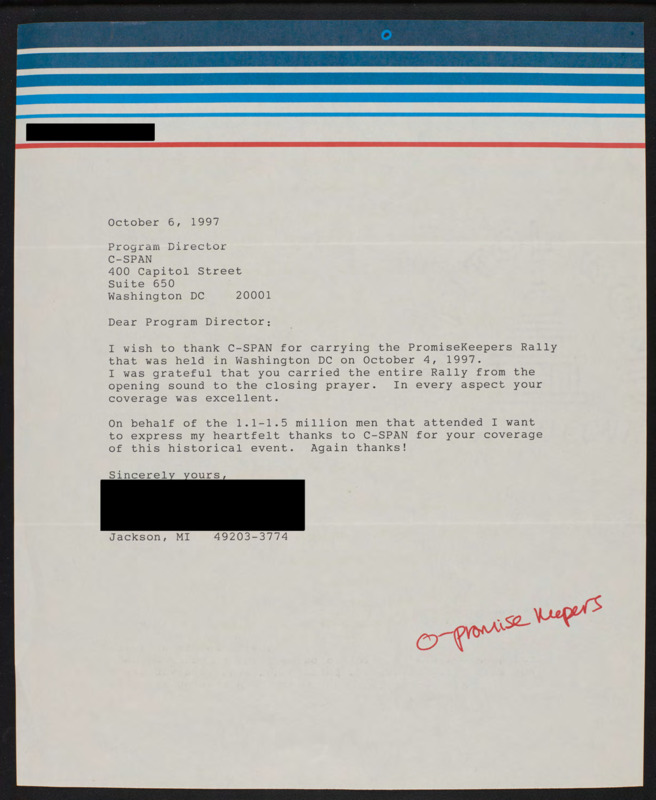 October 6, 1997
Program Director
C-SPAN
400 Capitol Street
Suite 650
Washington DC    20001
Dear Program Director:
I wish to thank C-SPAN for carrying the PromiseKeepers Rally
that was held in Washington DC on October 4, 1997.
I was grateful that you carried the entire Rally from the
opening sound to the closing prayer.  In every aspect your
coverage was excellent.
On behalf of the 1.1-1.5 million men that attended I want
to express my heartfelt thanks to C-SPAN for your coverage
of this historical event.  Again thanks!
Sincerely yours,
Jackson, MI   49203-3774
O-promise keepers